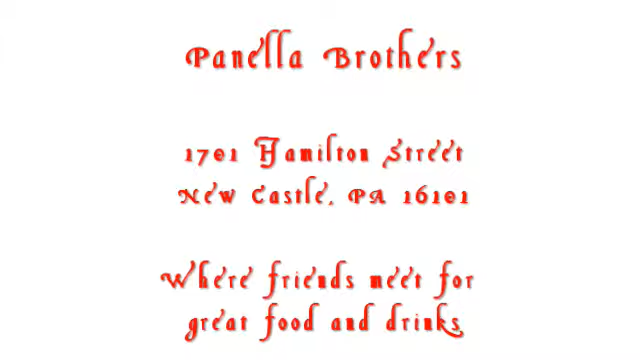 Panella Brothers
1701 Hamilton Street
New Castle, PA 16101
Where friends meet for
great food and drinks